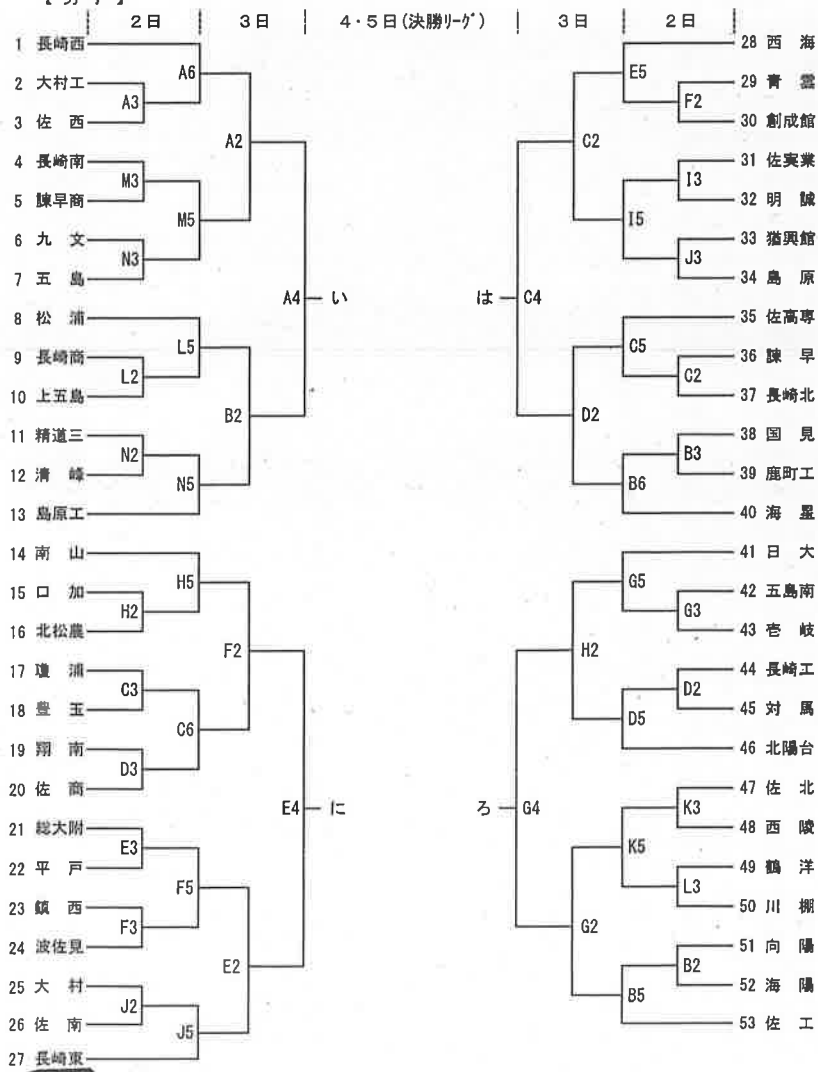 2日 3日 4・5日(決勝リーグ) 3日 2日
1 長崎西
2 大村工
3 佐西
4 長崎南
5 諫早商
6 九文
7 五島
8 松浦
9 長崎商
10 上五島
11 精道三
12 清峰
13 島原工
14 南山
15 口加
16 北松農
17 瓊浦
18 豊玉
19 翔南
20 佐商
21 総大附
22 平戸
23 鎮西
24 波佐見
25 大村
26 佐南
27 長崎東
A3
M3
N3
L2
N2
H2
C3
D3
E3
F3
J2
A6
M5
L5
N5
H5
C6
F5
J5
A2
B2
F2
E2
A4 い
E4 に
は C4
ろ G4
C2
D2
H2
G2
E5
I5
C5
B6
G5
D5
K5
B5
F2
I3
J3
C2
B3
G3
D2
K3
L3
B2
28 西海
29 青雲
30 創成館
31 佐実業
32 明誠
33 猶興館
34 島原
35 佐高専
36 諫早
37 長崎北
38 国見
39 鹿町工
40 海星
41 日大
42 五島南
43 壱岐
44 長崎工
45 対馬
46 北陽台
47 佐北
48 西陵
49 鶴洋
50 川棚
51 向陽
52 海陽
53 佐工